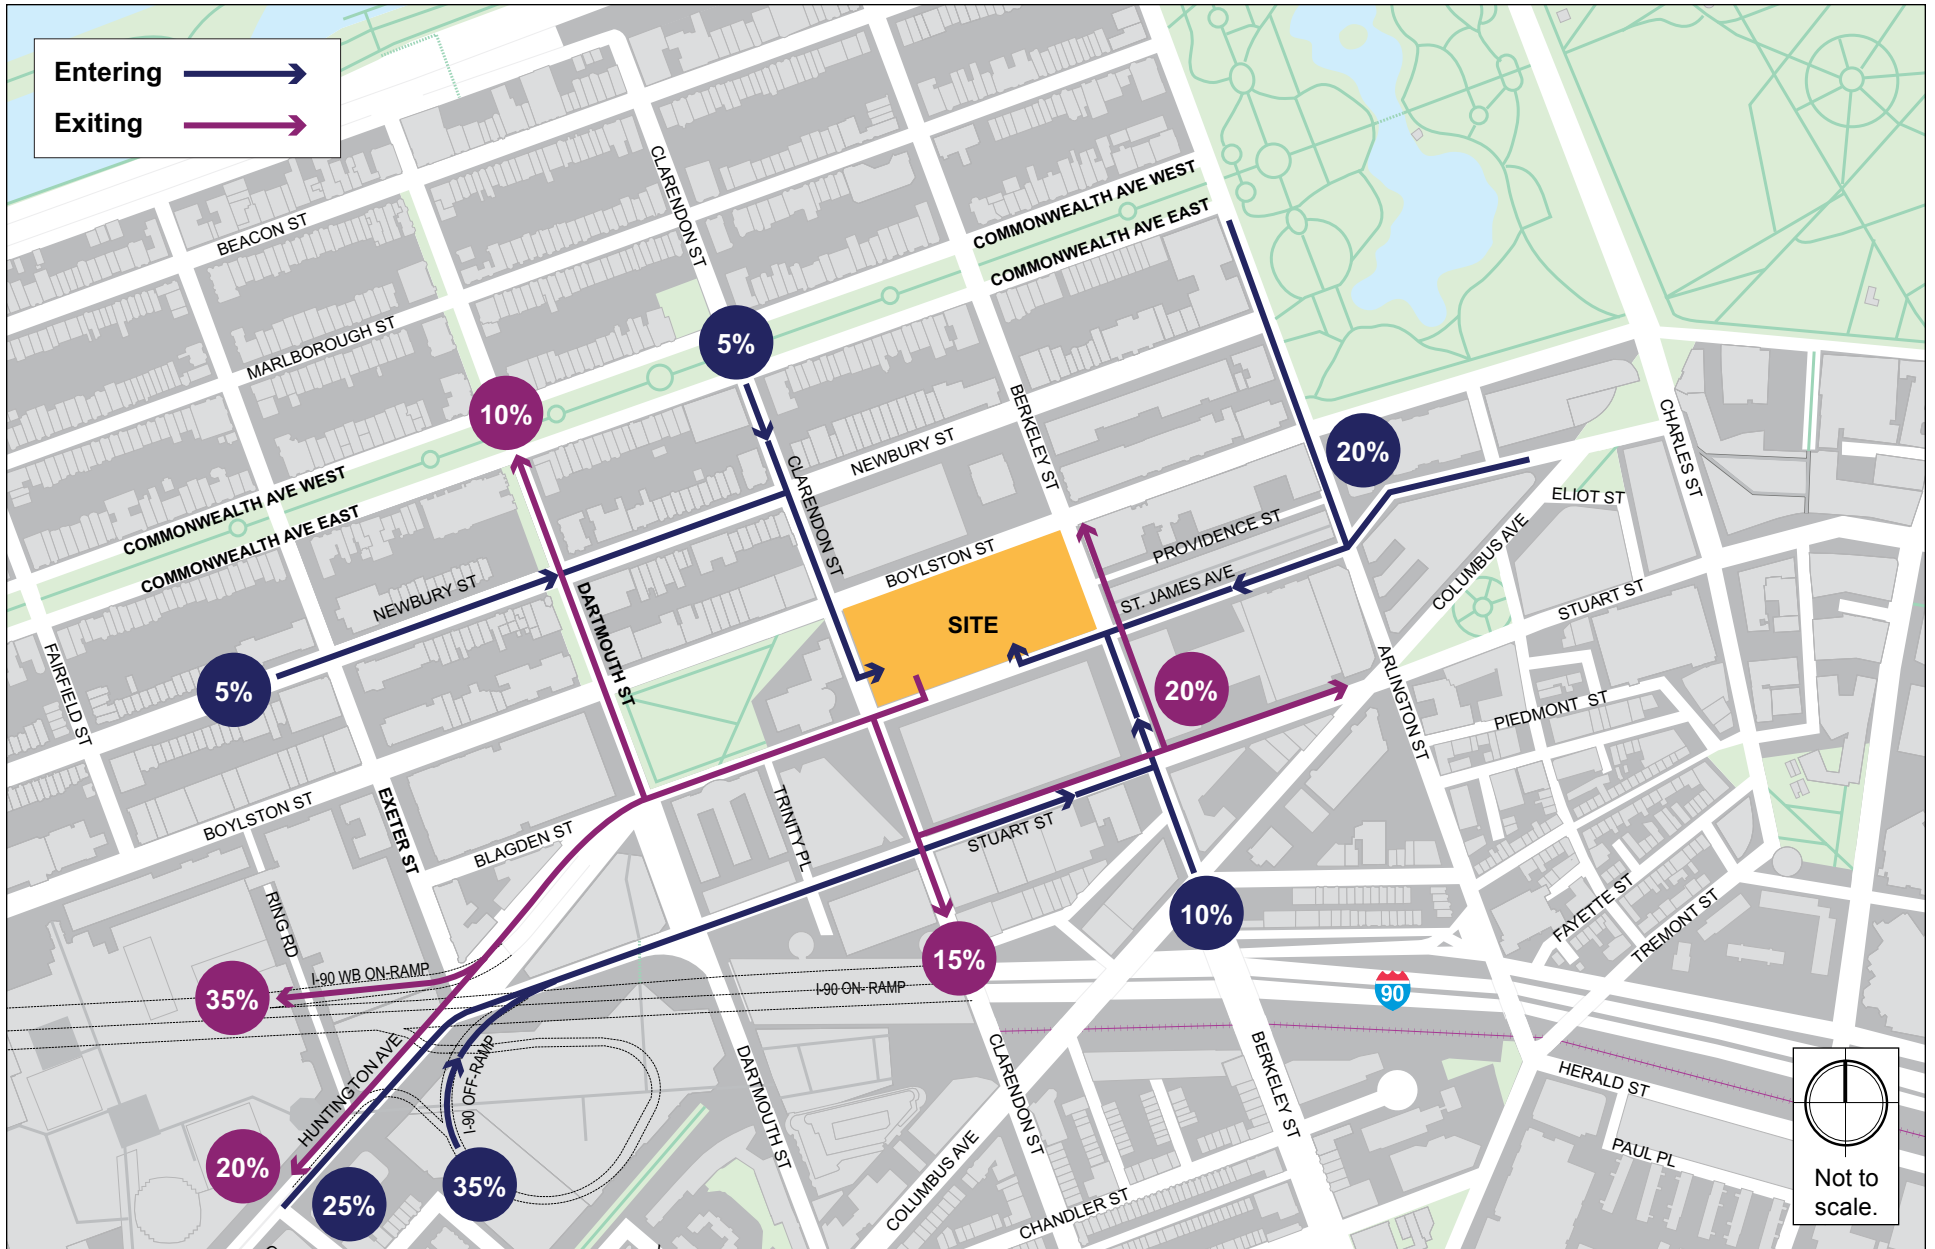 Entering
Exiting
BEACON ST
MARLBOROUGH ST
CLARENDON ST
COMMONWEALTH AVE WEST
COMMONWEALTH AVE EAST
5%
10%
BERKELEY ST
NEWBURY ST
20%
CHARLES ST
ELIOT ST
COMMONWEALTH AVE WEST
COMMONWEALTH AVE EAST
CLARENDON ST
BOYLSTON ST
PROVIDENCE ST
ST. JAMES AVE
COLUMBUS AVE
STUART ST
NEWBURY ST
DARTMOUTH ST
SITE
FAIRFIELD ST
5%
20%
ARLINGTON ST
PIEDMONT ST
BOYLSTON ST
EXETER ST
BLAGDEN ST
TRINITY PL
STUART ST
RING RD
10%
FAYETTE ST
TREMONT ST
I-90 WB ON-RAMP
35%
15%
I-90 ON- RAMP
90
HUNTINGTON AVE
I-90 OFF-RAMP
DARTMOUTH ST
CLARENDON ST
BERKELEY ST
HERALD ST
20%
25%
35%
COLUMBUS AVE
CHANDLER ST
PAUL PL
Not to
scale.